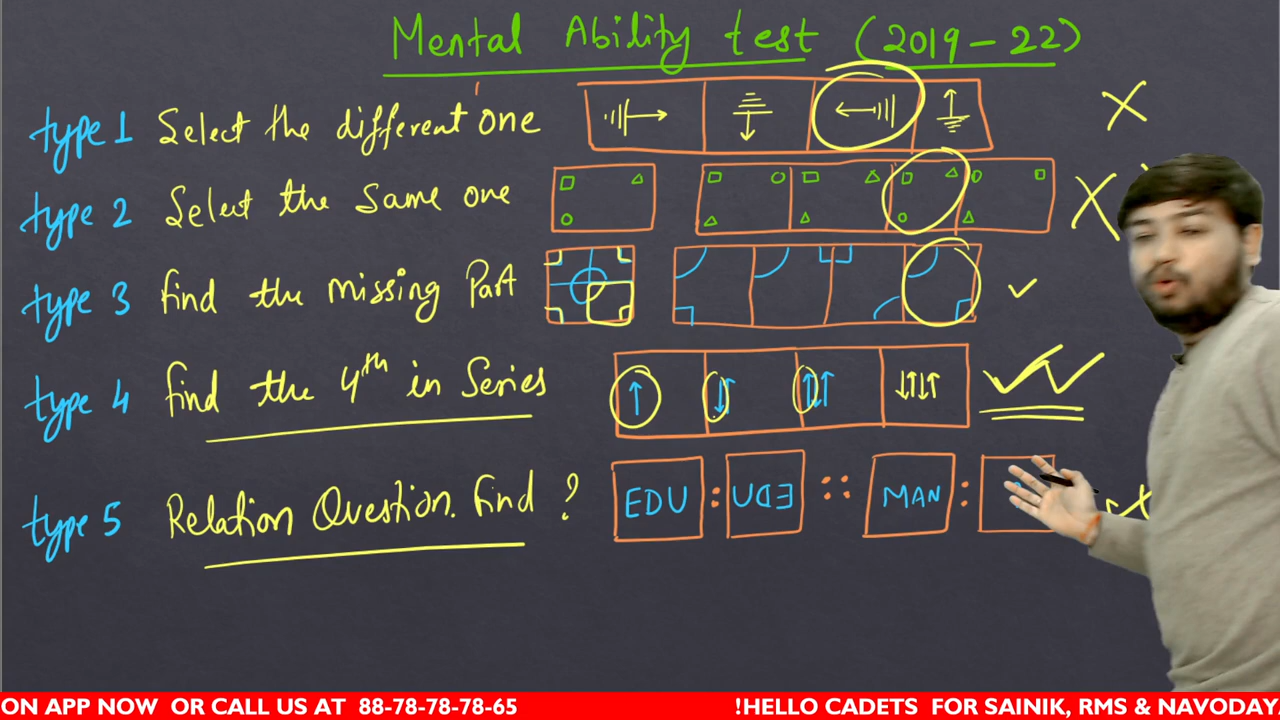 Mental Ability test (2019-22)
type 1 Select the different one
type 2 Select the Same one
type 3 find the missing Part
type 4 find the 4th in Series
type 5 Relation Question. Find ? EDU : UDE :: MAN :
ON APP NOW OR CALL US AT 88-78-78-78-65 !HELLO CADETS FOR SAINIK, RMS & NAVODAY